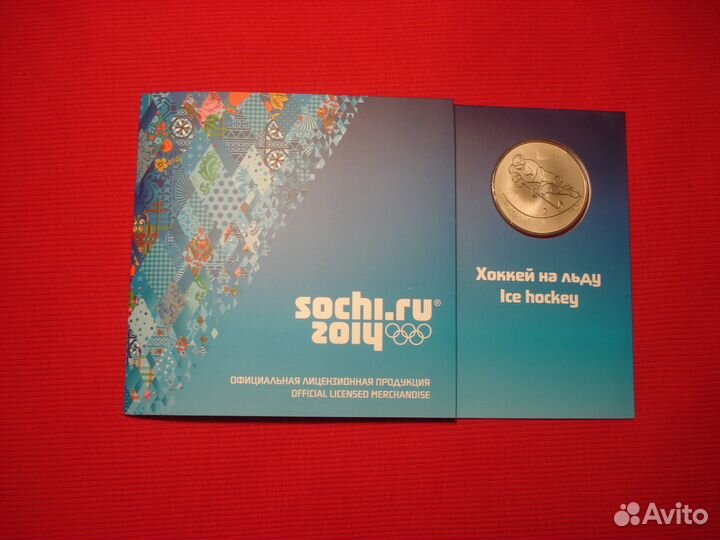 sochi.ru®
2014
ОФИЦИАЛЬНАЯ ЛИЦЕНЗИОННАЯ ПРОДУКЦИЯ
OFFICIAL LICENSED MERCHANDISE
Хоккей на льду
Ice hockey
Avito